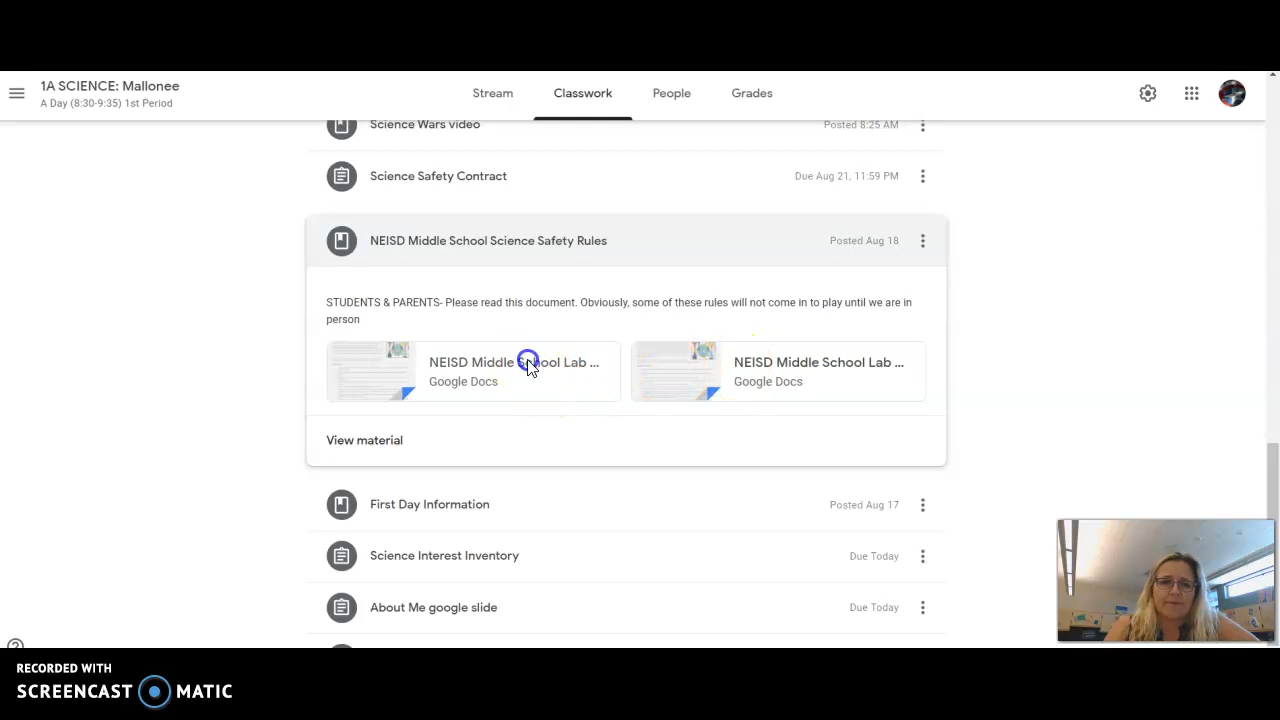 1A SCIENCE: Mallonee
A Day (8:30-9:35) 1st Period
Stream
Classwork
People
Grades
Science Wars video
Posted 8:25 AM
Science Safety Contract
Due Aug 21, 11:59 PM
NEISD Middle School Science Safety Rules
Posted Aug 18
STUDENTS & PARENTS- Please read this document. Obviously, some of these rules will not come in to play until we are in
person
NEISD Middle School Lab ...
Google Docs
NEISD Middle School Lab ...
Google Docs
View material
First Day Information
Posted Aug 17
Science Interest Inventory
Due Today
About Me google slide
Due Today
RECORDED WITH
SCREENCAST MATIC